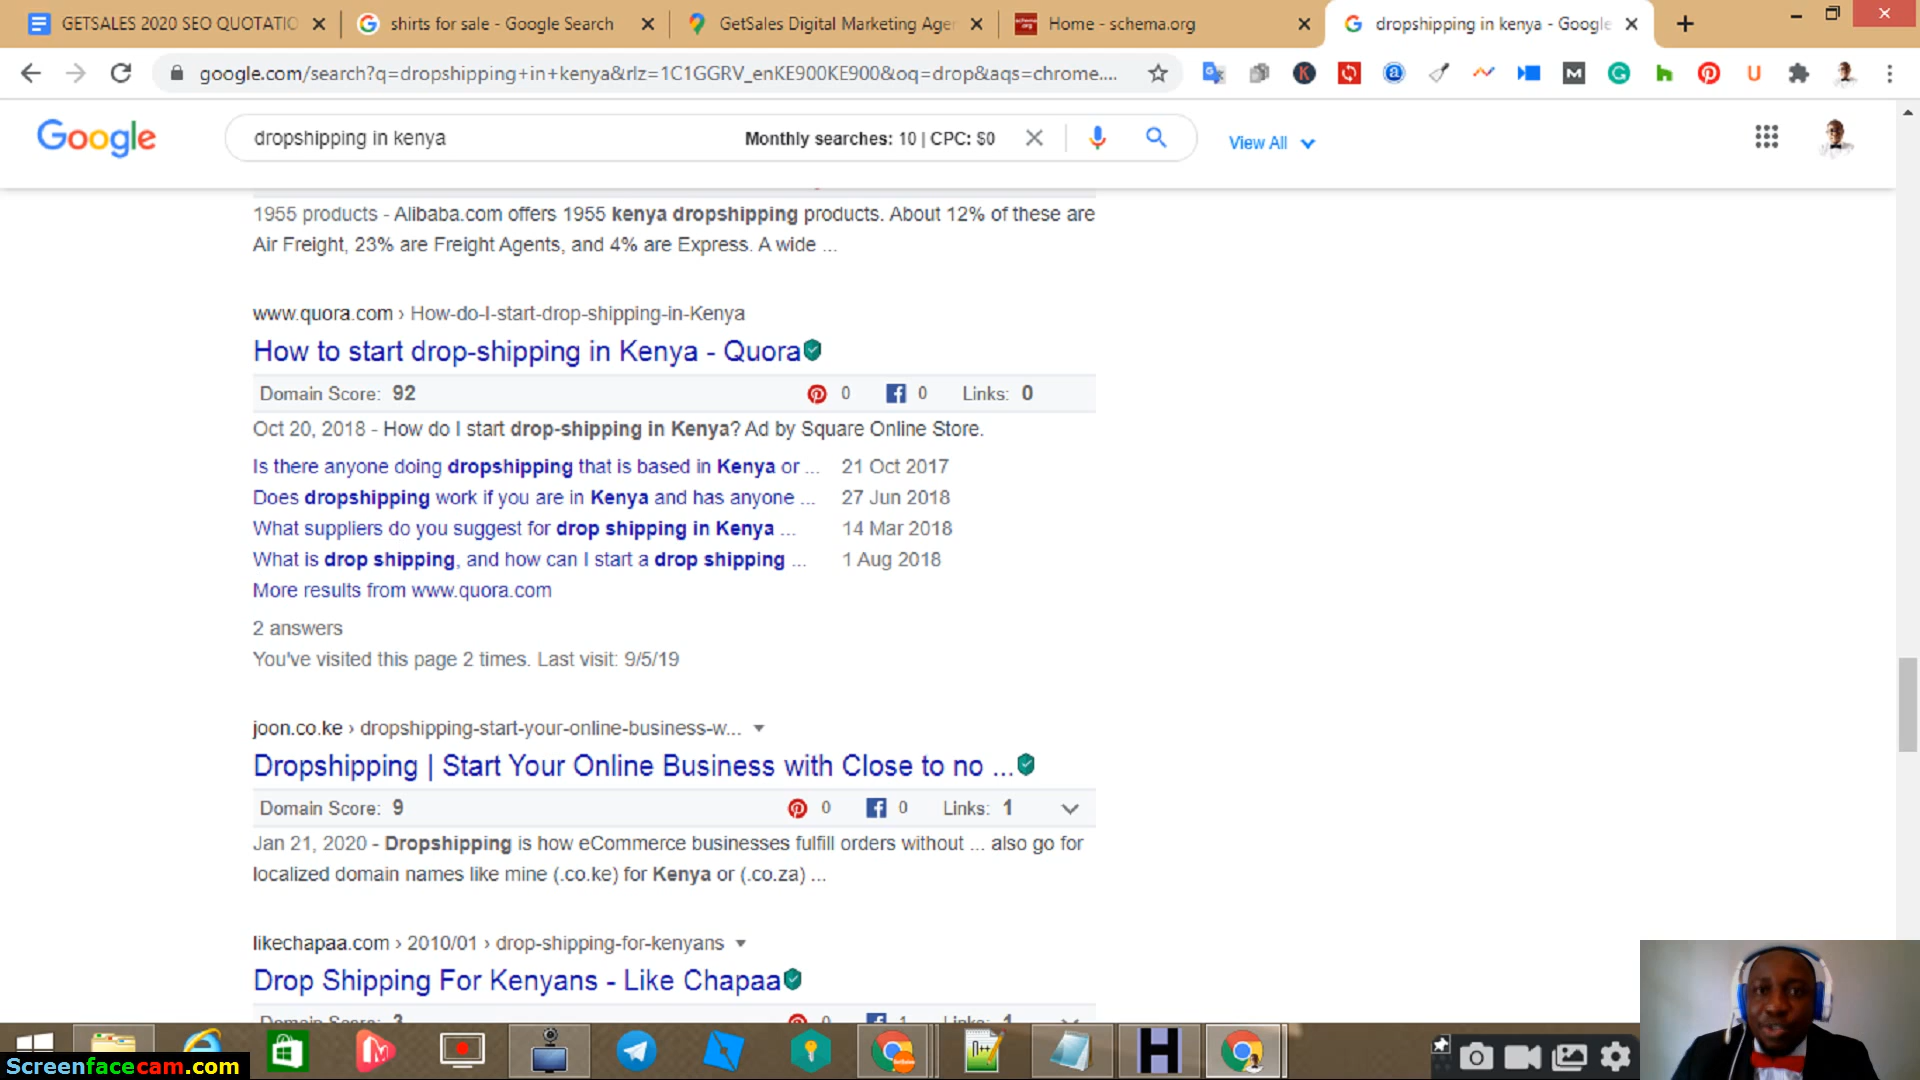 GETSALES 2020 SEO QUOTATIO
shirts for sale - Google Search
GetSales Digital Marketing Agen
Home - schema.org
dropshipping in kenya - Google
google.com/search?q=dropshipping+in+kenya&rlz=1C1GGRV_enKE900KE900&oq=drop&aqs=chrome....
Google
dropshipping in kenya
Monthly searches: 10 | CPC: $0
View All
1955 products - Alibaba.com offers 1955 kenya dropshipping products. About 12% of these are
Air Freight, 23% are Freight Agents, and 4% are Express. A wide ...
www.quora.com › How-do-I-start-drop-shipping-in-Kenya
How to start drop-shipping in Kenya - Quora
Domain Score: 92 0 0 Links: 0
Oct 20, 2018 - How do I start drop-shipping in Kenya? Ad by Square Online Store.
Is there anyone doing dropshipping that is based in Kenya or ... 21 Oct 2017
Does dropshipping work if you are in Kenya and has anyone ... 27 Jun 2018
What suppliers do you suggest for drop shipping in Kenya ... 14 Mar 2018
What is drop shipping, and how can I start a drop shipping ... 1 Aug 2018
More results from www.quora.com
2 answers
You've visited this page 2 times. Last visit: 9/5/19
joon.co.ke › dropshipping-start-your-online-business-w...
Dropshipping | Start Your Online Business with Close to no ...
Domain Score: 9 0 0 Links: 1
Jan 21, 2020 - Dropshipping is how eCommerce businesses fulfill orders without ... also go for
localized domain names like mine (.co.ke) for Kenya or (.co.za) ...
likechapaa.com › 2010/01 › drop-shipping-for-kenyans
Drop Shipping For Kenyans - Like Chapaa
Domain Score: 3 0 1 Links: 1
Screenfacecam.com